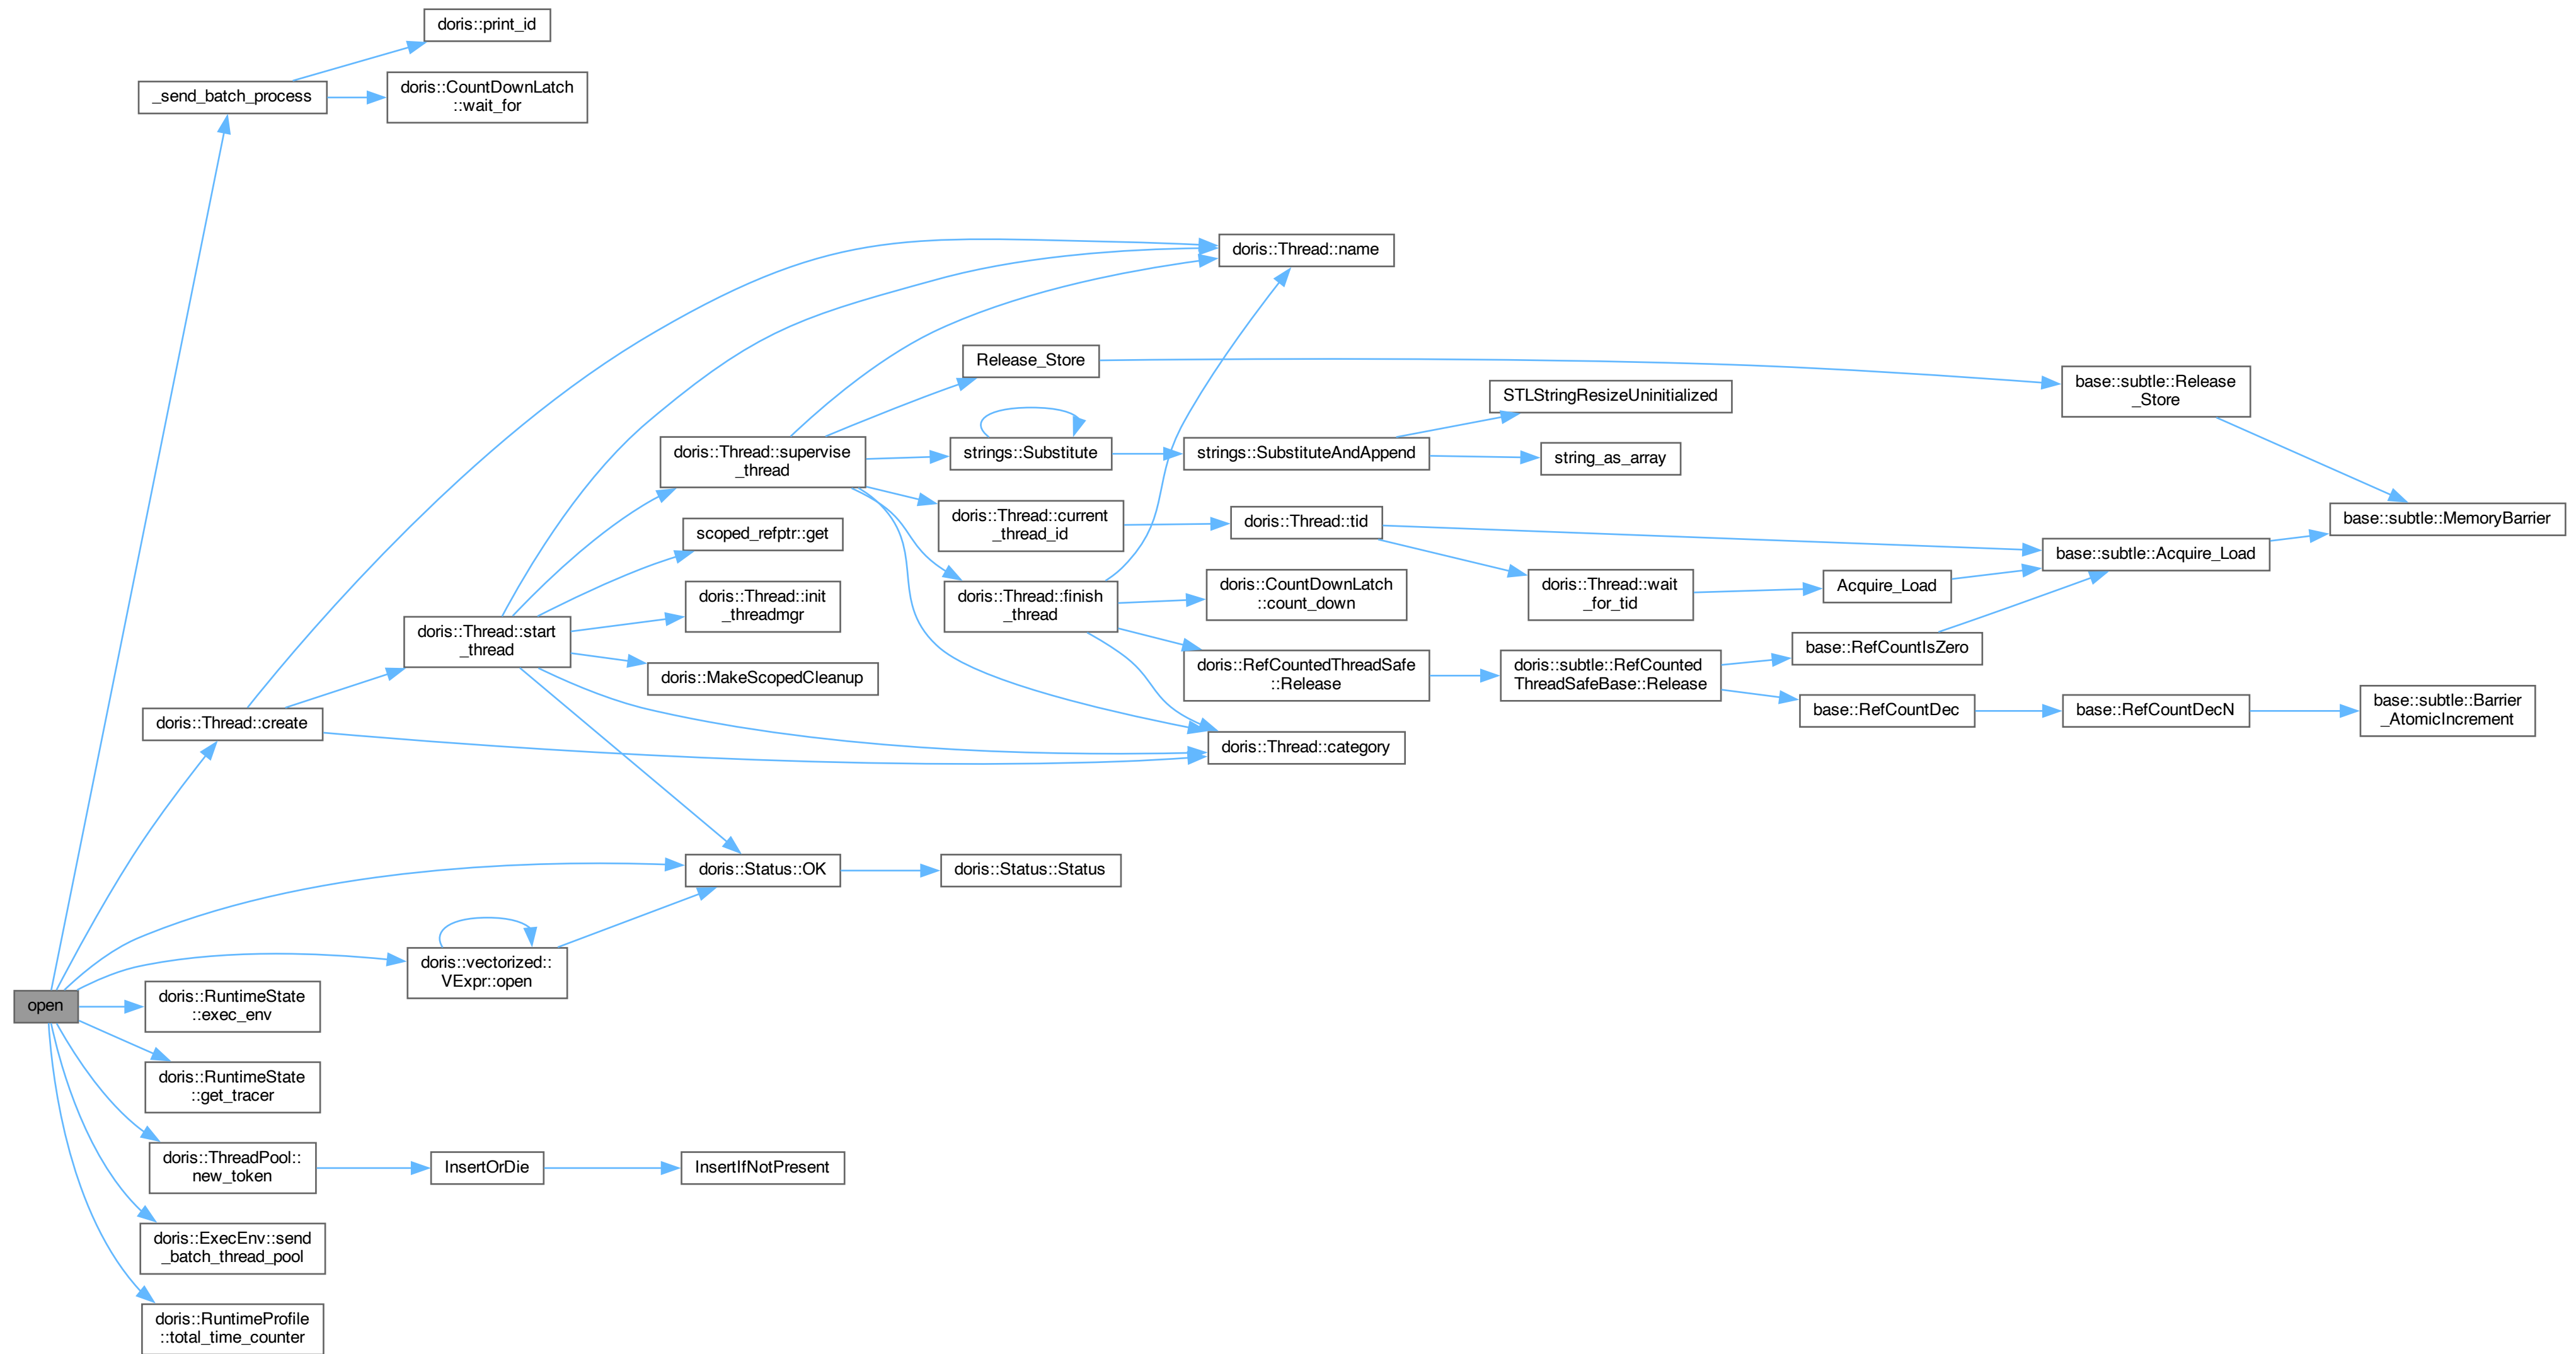 doris::print_id
_send_batch_process
doris::CountDownLatch
::wait_for
doris::Thread::name
Release_Store
base::subtle::Release
_Store
STLStringResizeUninitialized
doris::Thread::supervise
_thread
strings::Substitute
strings::SubstituteAndAppend
string_as_array
scoped_refptr::get
doris::Thread::current
_thread_id
doris::Thread::tid
base::subtle::MemoryBarrier
base::subtle::Acquire_Load
doris::Thread::init
_threadmgr
doris::Thread::finish
_thread
doris::CountDownLatch
::count_down
doris::Thread::wait
_for_tid
Acquire_Load
doris::Thread::start
_thread
doris::MakeScopedCleanup
doris::RefCountedThreadSafe
::Release
doris::subtle::RefCounted
ThreadSafeBase::Release
base::RefCountIsZero
doris::Thread::create
base::RefCountDec
base::RefCountDecN
base::subtle::Barrier
_AtomicIncrement
doris::Thread::category
doris::Status::OK
doris::Status::Status
doris::vectorized::
VExpr::open
open
doris::RuntimeState
::exec_env
doris::RuntimeState
::get_tracer
doris::ThreadPool::
new_token
InsertOrDie
InsertIfNotPresent
doris::ExecEnv::send
_batch_thread_pool
doris::RuntimeProfile
::total_time_counter